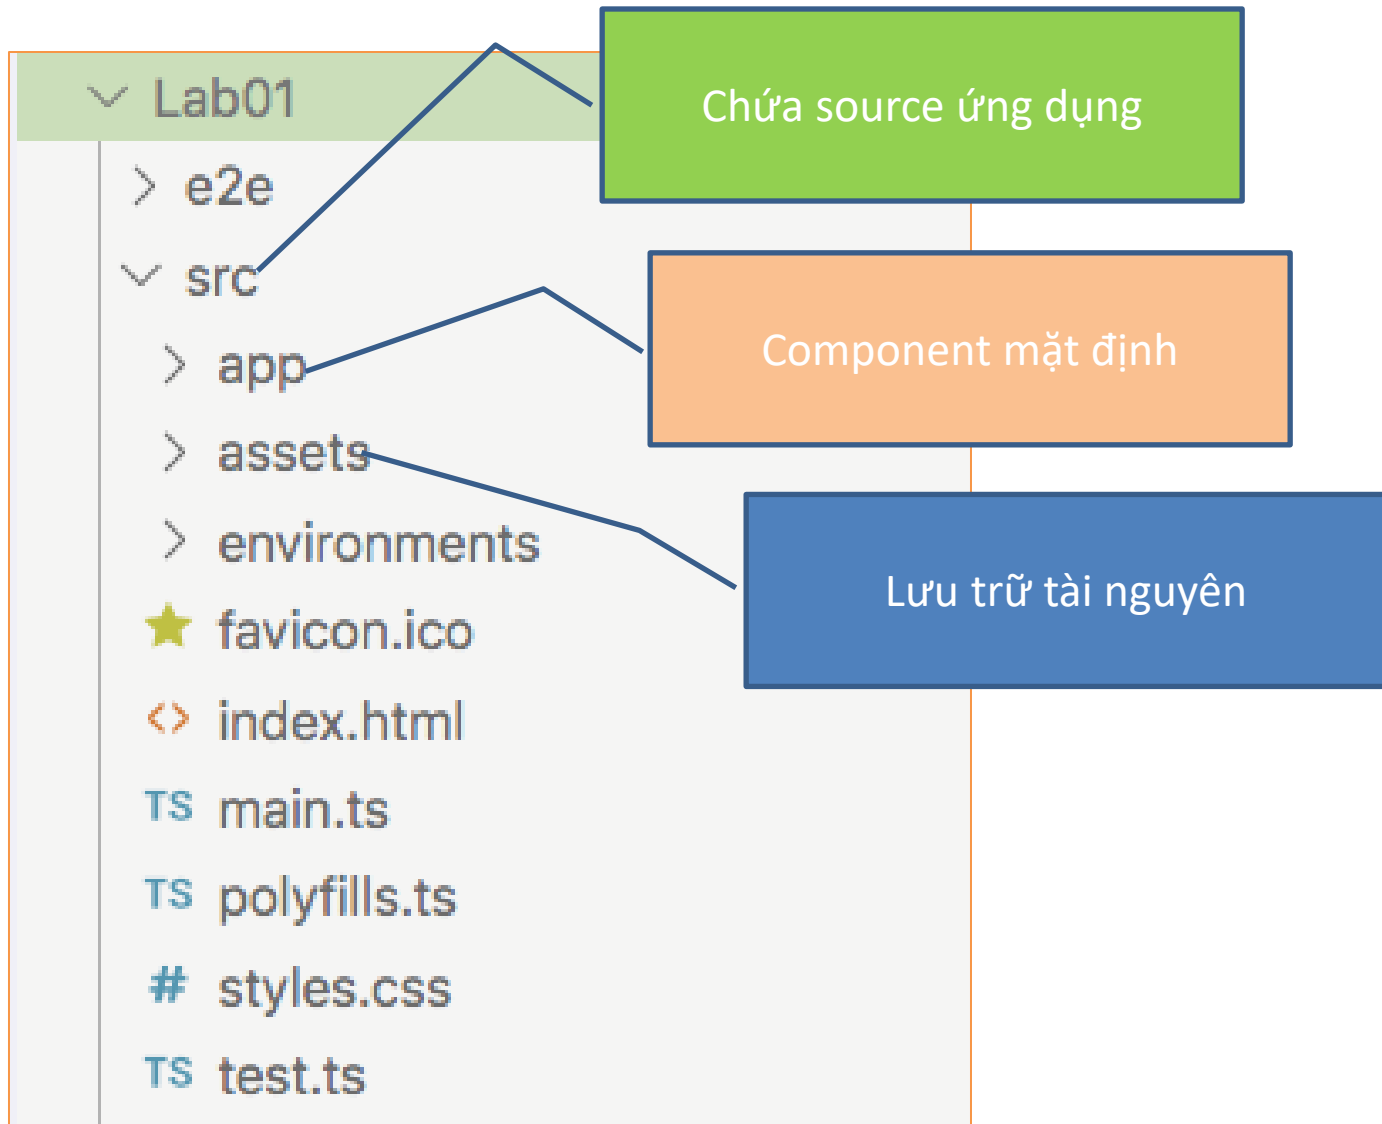 Lab01
e2e
src
app
assets
environments
favicon.ico
<> index.html
TS main.ts
TS polyfills.ts
# styles.css
TS test.ts
Chứa source ứng dụng
Component mặt định
Lưu trữ tài nguyên